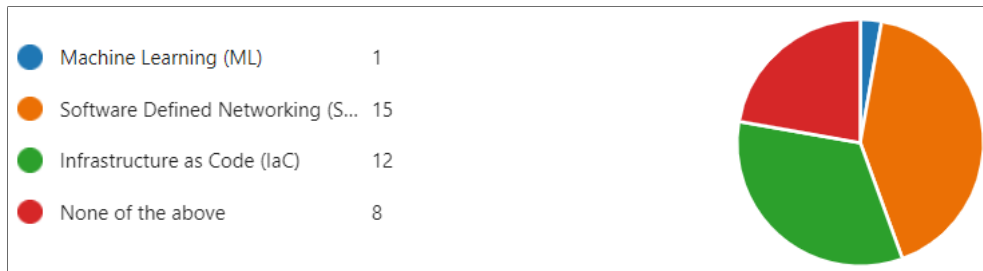 Machine Learning (ML) 1
Software Defined Networking (S... 15
Infrastructure as Code (IaC) 12
None of the above 8